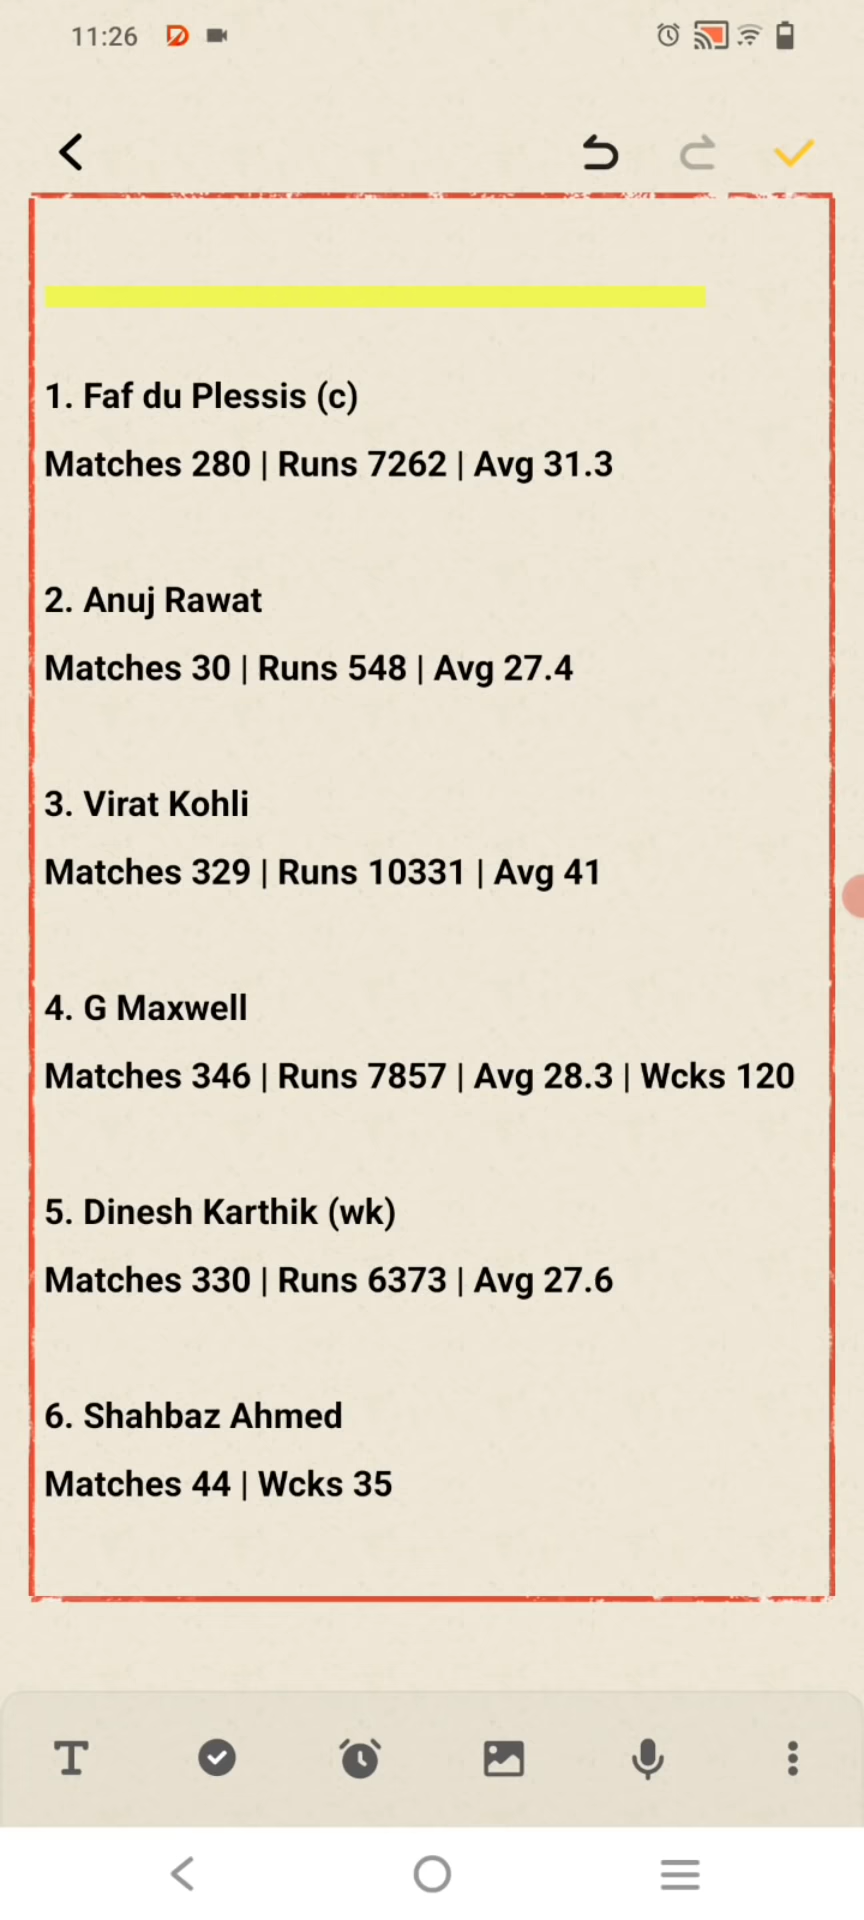 11:26
1. Faf du Plessis (c)
Matches 280 | Runs 7262 | Avg 31.3
2. Anuj Rawat
Matches 30 | Runs 548 | Avg 27.4
3. Virat Kohli
Matches 329 | Runs 10331 | Avg 41
4. G Maxwell
Matches 346 | Runs 7857 | Avg 28.3 | Wcks 120
5. Dinesh Karthik (wk)
Matches 330 | Runs 6373 | Avg 27.6
6. Shahbaz Ahmed
Matches 44 | Wcks 35